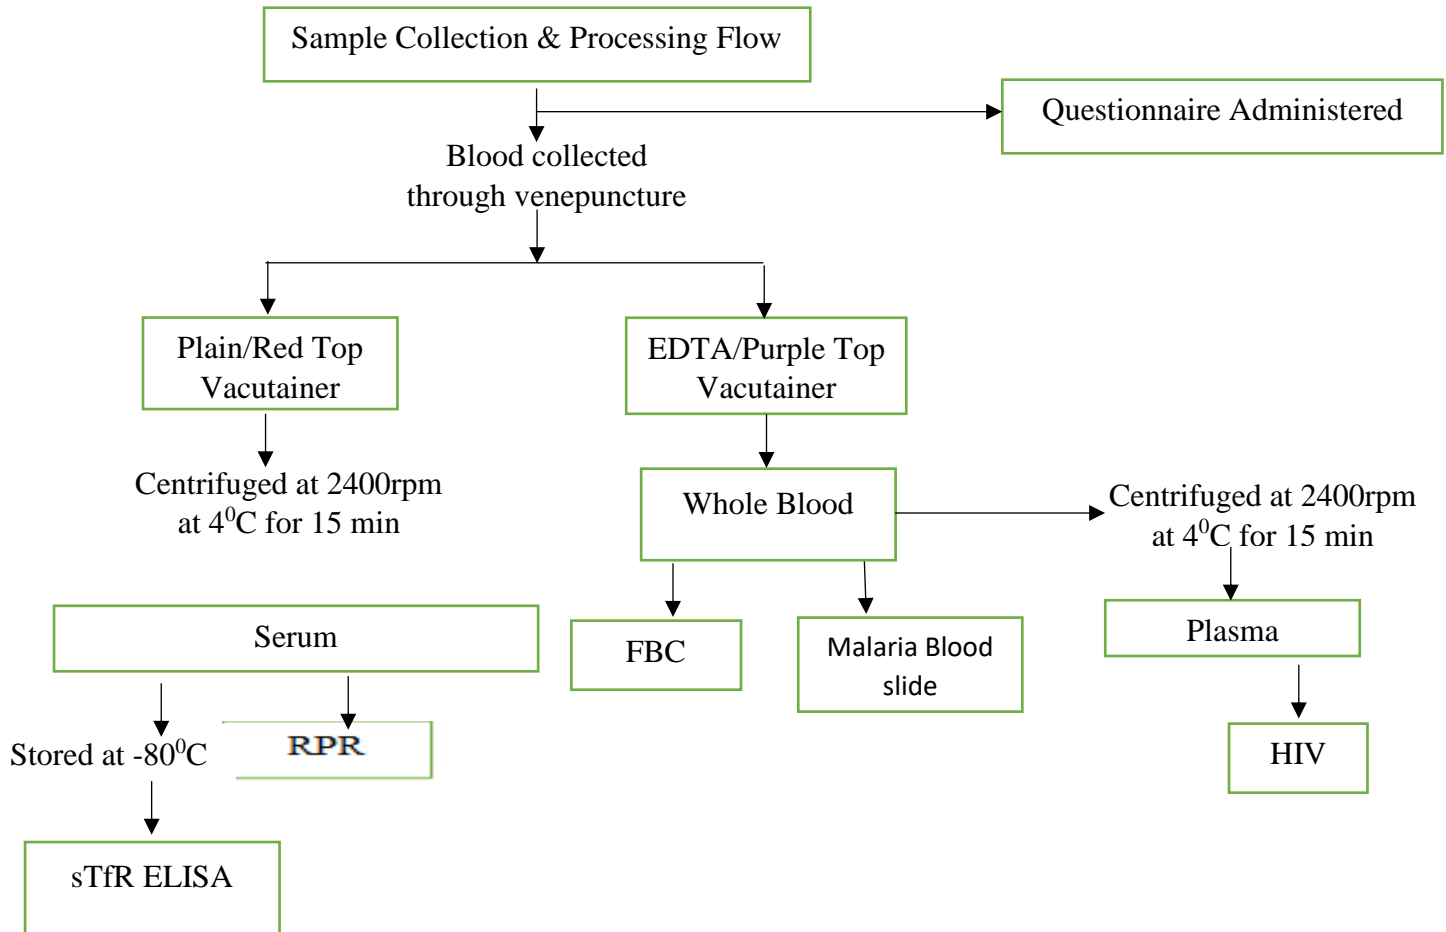 Sample Collection & Processing Flow
Questionnaire Administered
Blood collected
through venepuncture
Plain/Red Top
Vacutainer
EDTA/Purple Top
Vacutainer
Centrifuged at 2400rpm
at 4⁰C for 15 min
Whole Blood
Centrifuged at 2400rpm
at 4⁰C for 15 min
Serum
FBC
Malaria Blood
slide
Plasma
Stored at -80⁰C
RPR
HIV
sTfR ELISA